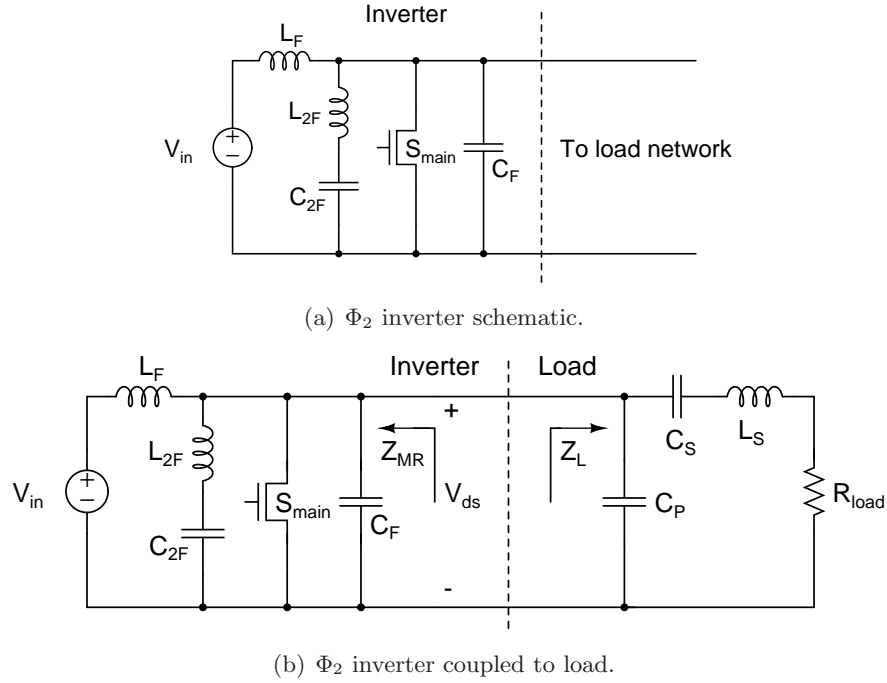 Inverter
L_F
L_2F
V_in
+
-
S_main
C_F
C_2F
To load network
(a) Φ₂ inverter schematic.
Inverter
Load
L_F
+
L_2F
Z_MR
Z_L
C_S
L_S
V_in
+
-
S_main
V_ds
C_F
C_P
R_load
C_2F
-
(b) Φ₂ inverter coupled to load.